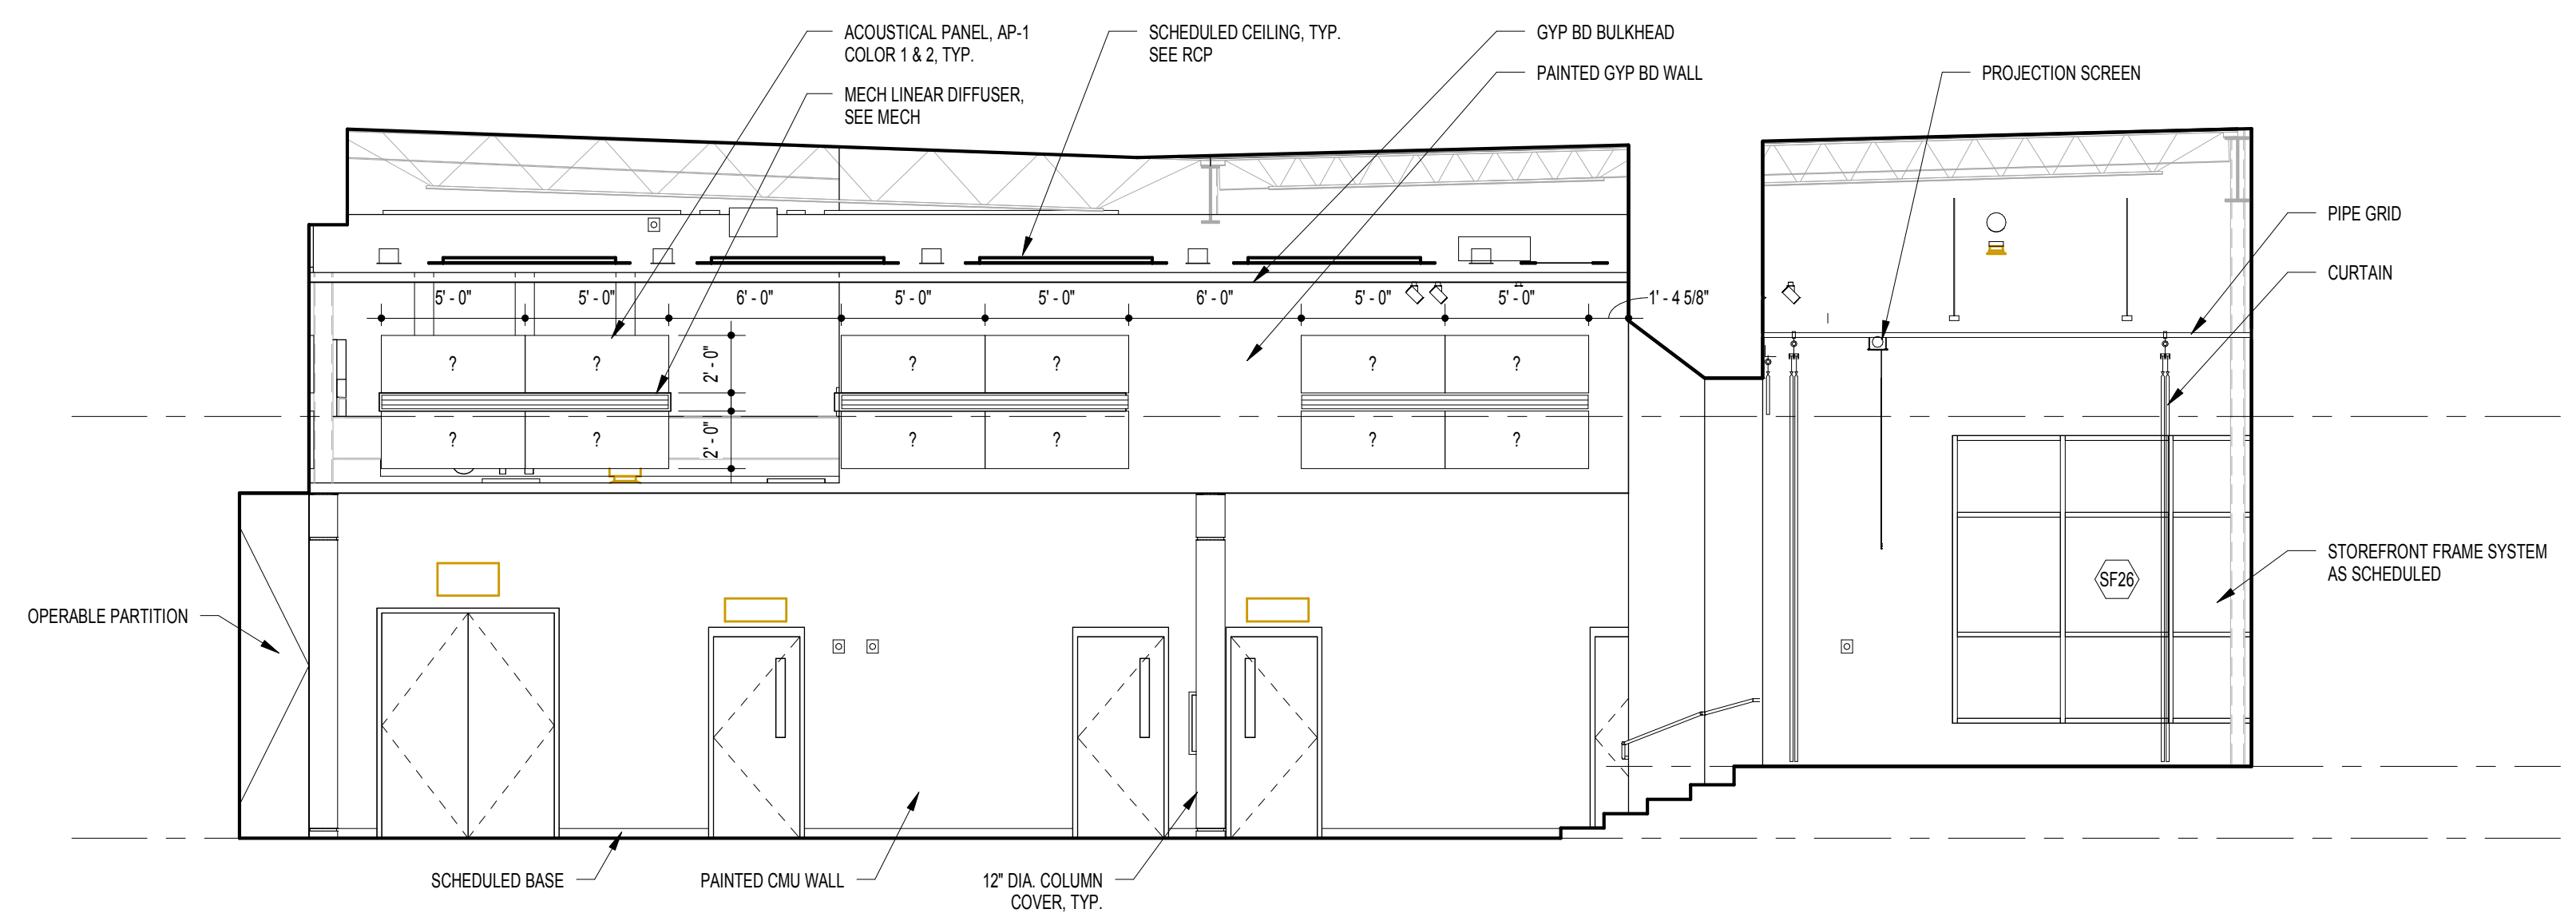 ACOUSTICAL PANEL, AP-1
COLOR 1 & 2, TYP.
MECH LINEAR DIFFUSER,
SEE MECH
SCHEDULED CEILING, TYP.
SEE RCP
GYP BD BULKHEAD
PAINTED GYP BD WALL
PROJECTION SCREEN
PIPE GRID
CURTAIN
5' - 0"
5' - 0"
6' - 0"
5' - 0"
5' - 0"
6' - 0"
5' - 0"
5' - 0"
1' - 4 5/8"
? ? ? ? ? ?
2' - 0"
? ? ? ? ? ?
2' - 0"
STOREFRONT FRAME SYSTEM
AS SCHEDULED
SF26
OPERABLE PARTITION
SCHEDULED BASE
PAINTED CMU WALL
12" DIA. COLUMN
COVER, TYP.